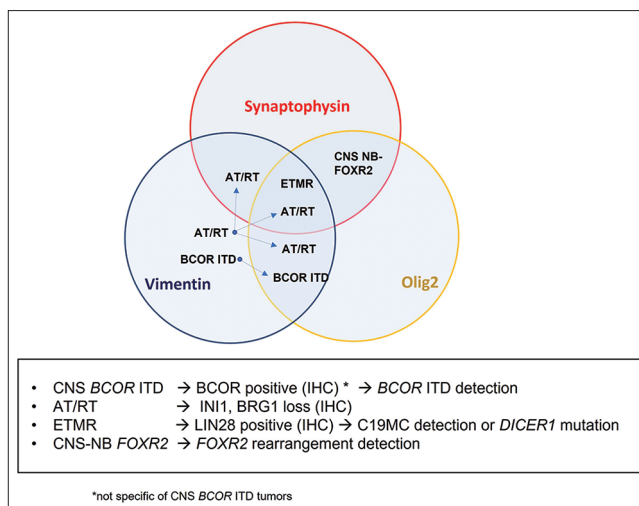 Synaptophysin
CNS NB-
FOXR2
AT/RT
ETMR
AT/RT
AT/RT
AT/RT
BCOR ITD
BCOR ITD
Vimentin
Olig2
• CNS BCOR ITD → BCOR positive (IHC) * → BCOR ITD detection
• AT/RT → INI1, BRG1 loss (IHC)
• ETMR → LIN28 positive (IHC) → C19MC detection or DICER1 mutation
• CNS-NB FOXR2 → FOXR2 rearrangement detection
*not specific of CNS BCOR ITD tumors